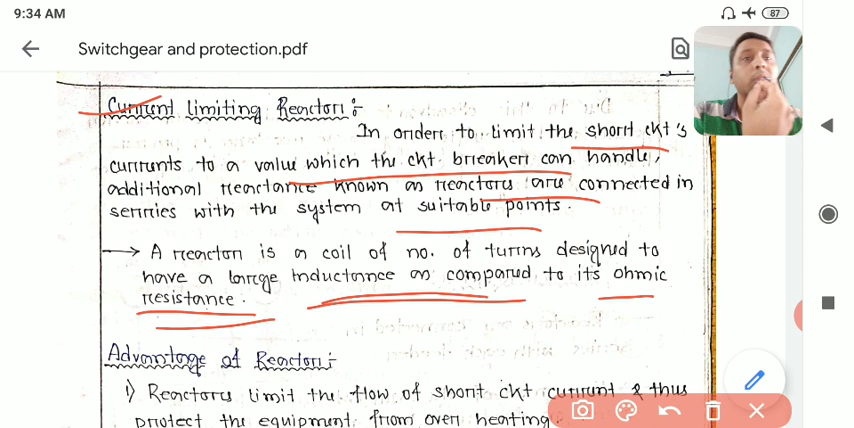 9:34 AM
87
Switchgear and protection.pdf
Current limiting Reactor :-
In order to limit the short ckt's
currents to a value which the ckt breaker can handle,
additional reactance known as reactors are connected in
serries with the system at suitable points.
→ A reactor is a coil of no. of turns designed to
have a large inductance as compared to its ohmic
resistance.
Advantage of Reactor :-
1) Reactors limit the flow of short ckt current & thus
protect the equipment from over heating